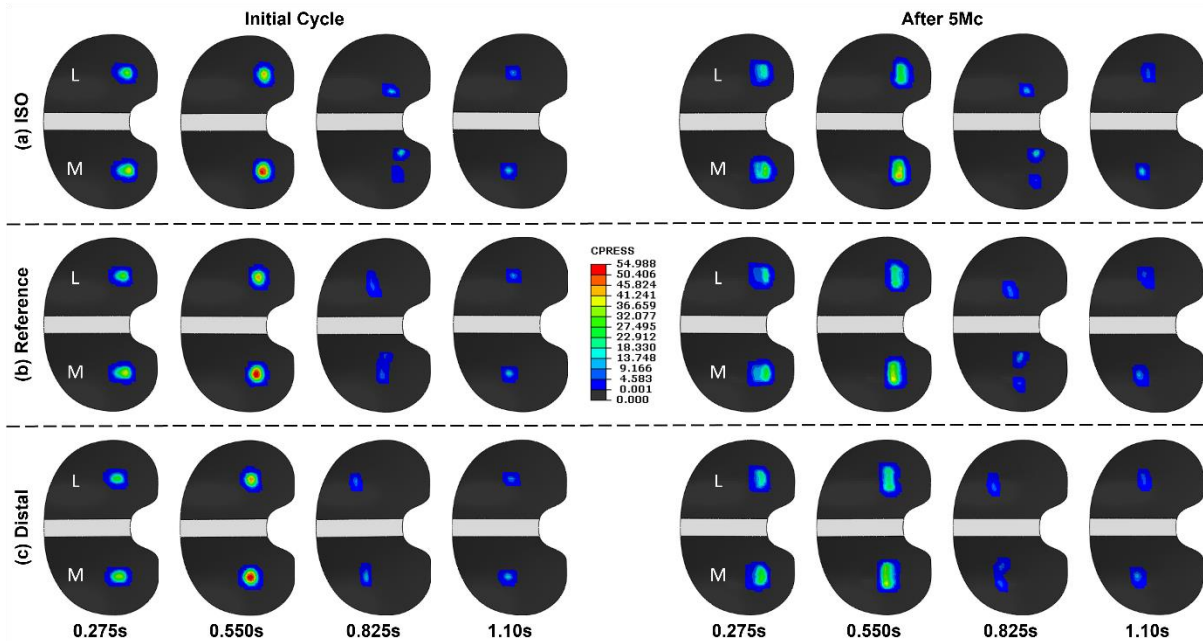 Initial Cycle
After 5Mc
(a) ISO
L
M
L
M
(b) Reference
L
M
CPRESS
54.988
50.406
45.824
41.241
36.659
32.077
27.495
22.912
18.330
13.748
9.166
4.583
0.001
0.000
L
M
(c) Distal
L
M
L
M
0.275s
0.550s
0.825s
1.10s
0.275s
0.550s
0.825s
1.10s